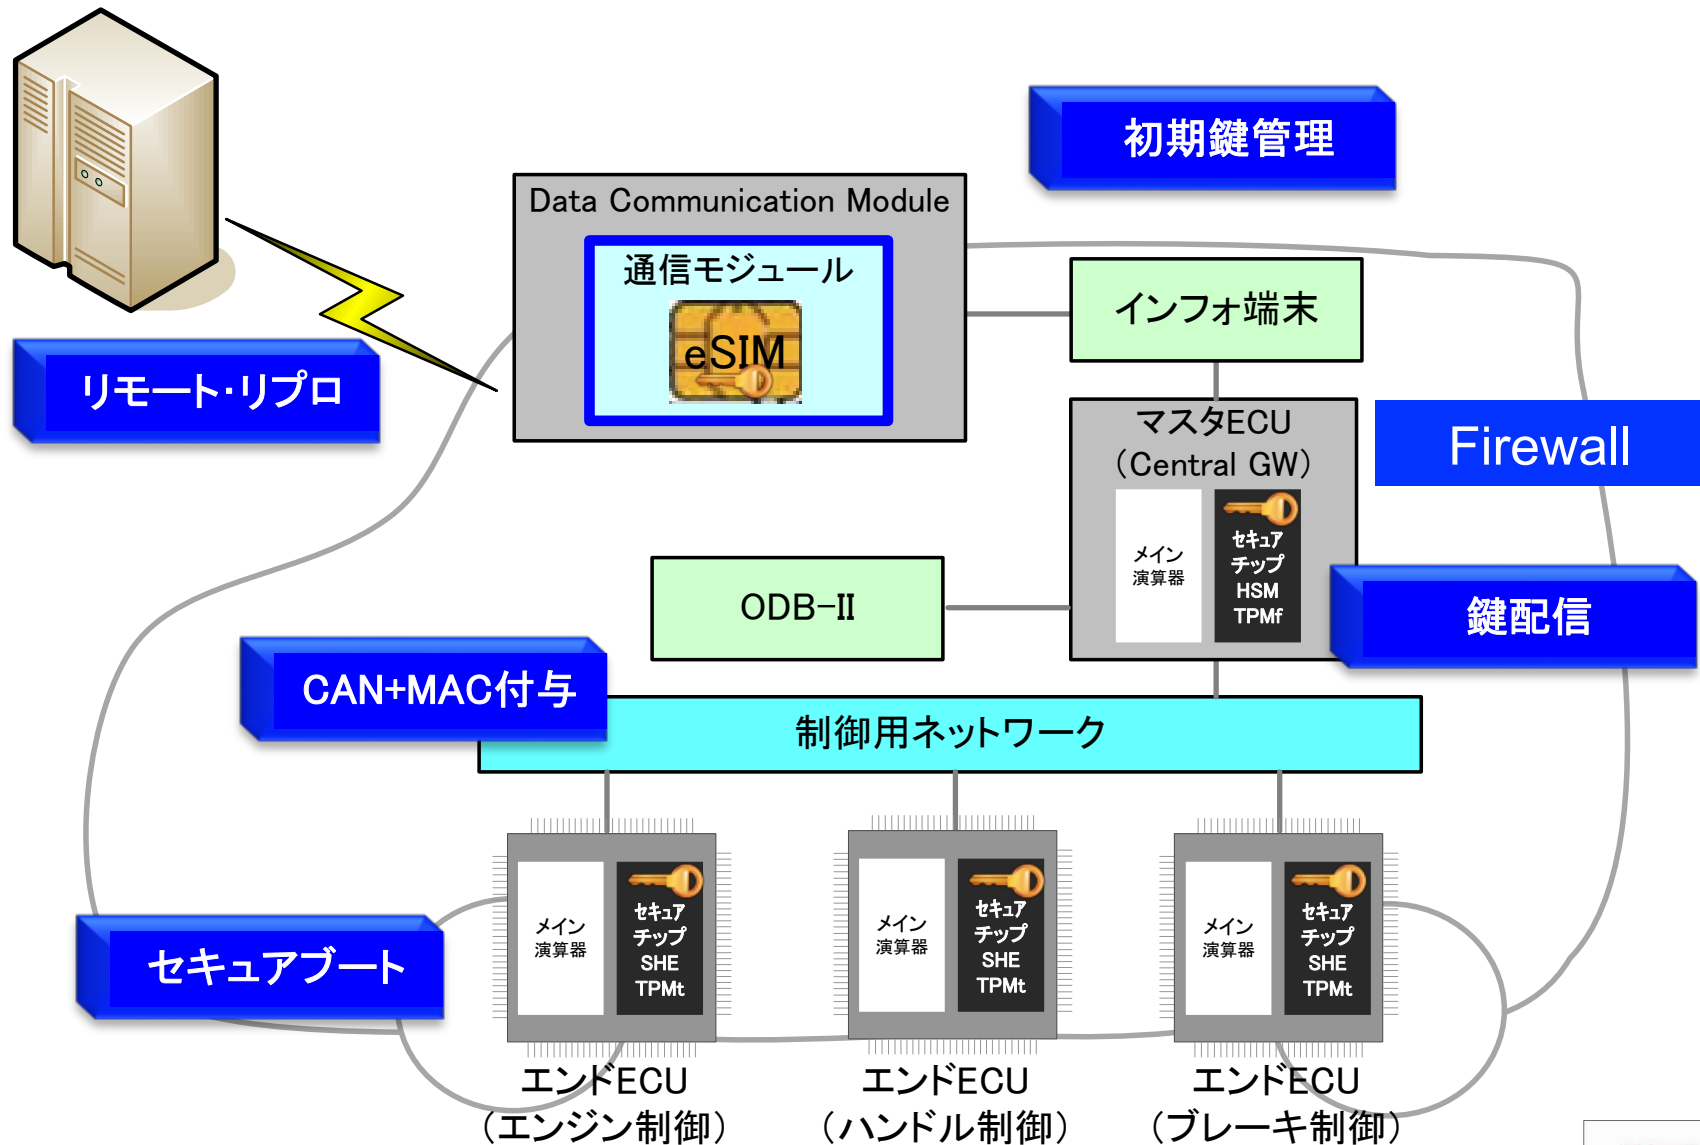 初期鍵管理
Data Communication Module
通信モジュール
eSIM
インフォ端末
リモート・リプロ
マスタECU
(Central GW)
Firewall
メイン
演算器
セキュア
チップ
HSM
TPMf
ODB-II
鍵配信
CAN+MAC付与
制御用ネットワーク
メイン
演算器
セキュア
チップ
SHE
TPMt
メイン
演算器
セキュア
チップ
SHE
TPMt
メイン
演算器
セキュア
チップ
SHE
TPMt
セキュアブート
エンドECU
(エンジン制御)
エンドECU
(ハンドル制御)
エンドECU
(ブレーキ制御)